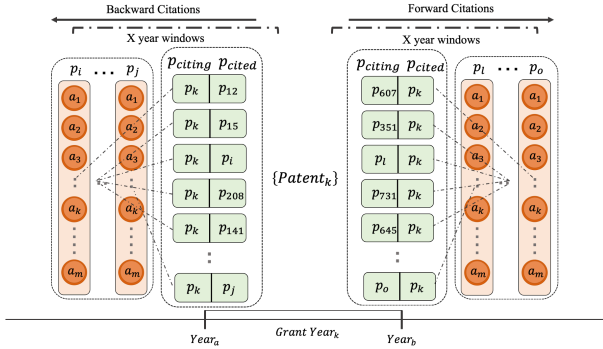 Backward Citations
Forward Citations
X year windows
X year windows
p_i ... p_j
p_citing p_cited
p_citing p_cited
p_l ... p_o
a_1 a_1
a_2 a_2
a_3 a_3
a_k a_k
a_m a_m
p_k p_12
p_k p_15
p_k p_i
p_k p_208
p_k p_141
p_k p_j
{Patent_k}
p_607 p_k
p_351 p_k
p_l p_k
p_731 p_k
p_645 p_k
p_o p_k
a_1 a_1
a_2 a_2
a_3 a_3
a_k a_k
a_m a_m
Year_a
Grant Year_k
Year_b